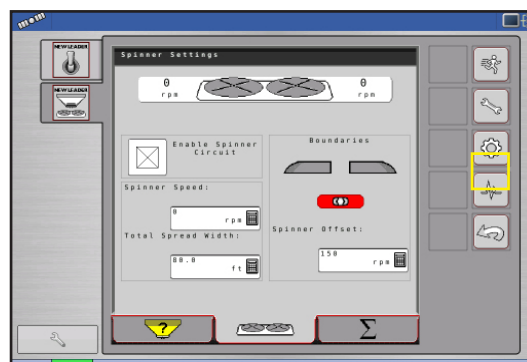 NEW LEADER
NEW LEADER
Spinner Settings
0
rpm
0
rpm
Enable Spinner
Circuit
Boundaries
Spinner Speed:
0
rpm
Total Spread Width:
80.0
ft
Spinner Offset:
150
rpm
?
Σ